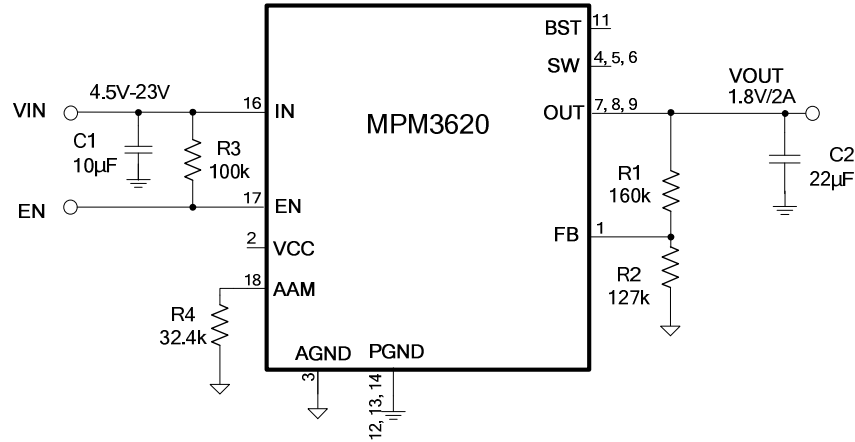 BST
11
SW
4, 5, 6
VIN
4.5V-23V
16
IN
MPM3620
OUT
7, 8, 9
VOUT
1.8V/2A
C1
10µF
R3
100k
R1
160k
C2
22µF
EN
17
EN
FB
1
2
VCC
18
AAM
R2
127k
R4
32.4k
AGND
PGND
3
12, 13, 14